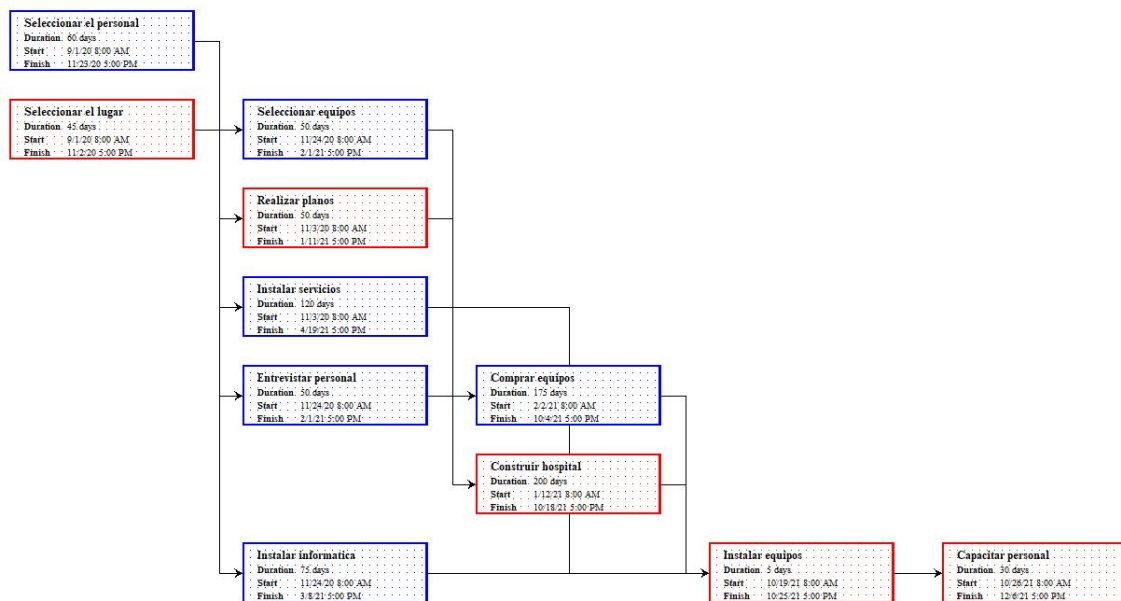 Seleccionar el personal
Duration 60 days
Start 9/1/20 8:00 AM
Finish 11/23/20 5:00 PM
Seleccionar el lugar
Duration 45 days
Start 9/1/20 8:00 AM
Finish 11/2/20 5:00 PM
Seleccionar equipos
Duration 50 days
Start 11/24/20 8:00 AM
Finish 2/1/21 5:00 PM
Realizar planos
Duration 50 days
Start 11/3/20 8:00 AM
Finish 1/11/21 5:00 PM
Instalar servicios
Duration 120 days
Start 11/3/20 8:00 AM
Finish 4/19/21 5:00 PM
Entrevistar personal
Duration 50 days
Start 11/24/20 8:00 AM
Finish 2/1/21 5:00 PM
Comprar equipos
Duration 175 days
Start 2/2/21 8:00 AM
Finish 10/4/21 5:00 PM
Construir hospital
Duration 200 days
Start 1/12/21 8:00 AM
Finish 10/18/21 5:00 PM
Instalar informatica
Duration 75 days
Start 11/24/20 8:00 AM
Finish 3/8/21 5:00 PM
Instalar equipos
Duration 5 days
Start 10/19/21 8:00 AM
Finish 10/25/21 5:00 PM
Capacitar personal
Duration 30 days
Start 10/26/21 8:00 AM
Finish 12/6/21 5:00 PM